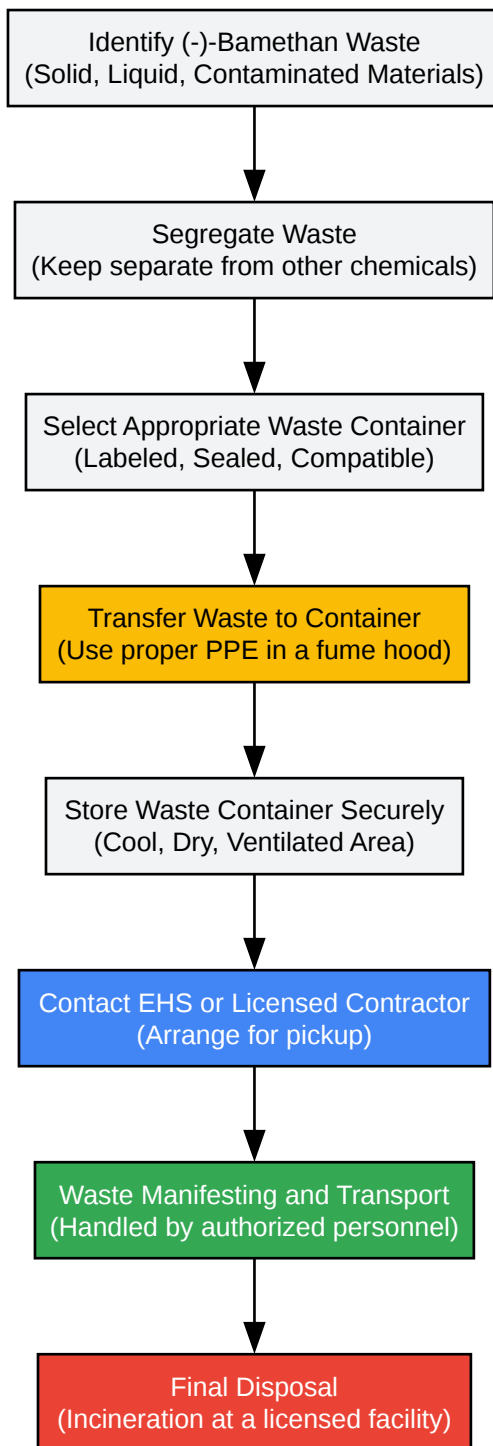 Identify (-)-Bamethan Waste
(Solid, Liquid, Contaminated Materials)
Segregate Waste
(Keep separate from other chemicals)
Select Appropriate Waste Container
(Labeled, Sealed, Compatible)
Transfer Waste to Container
(Use proper PPE in a fume hood)
Store Waste Container Securely
(Cool, Dry, Ventilated Area)
Contact EHS or Licensed Contractor
(Arrange for pickup)
Waste Manifesting and Transport
(Handled by authorized personnel)
Final Disposal
(Incineration at a licensed facility)